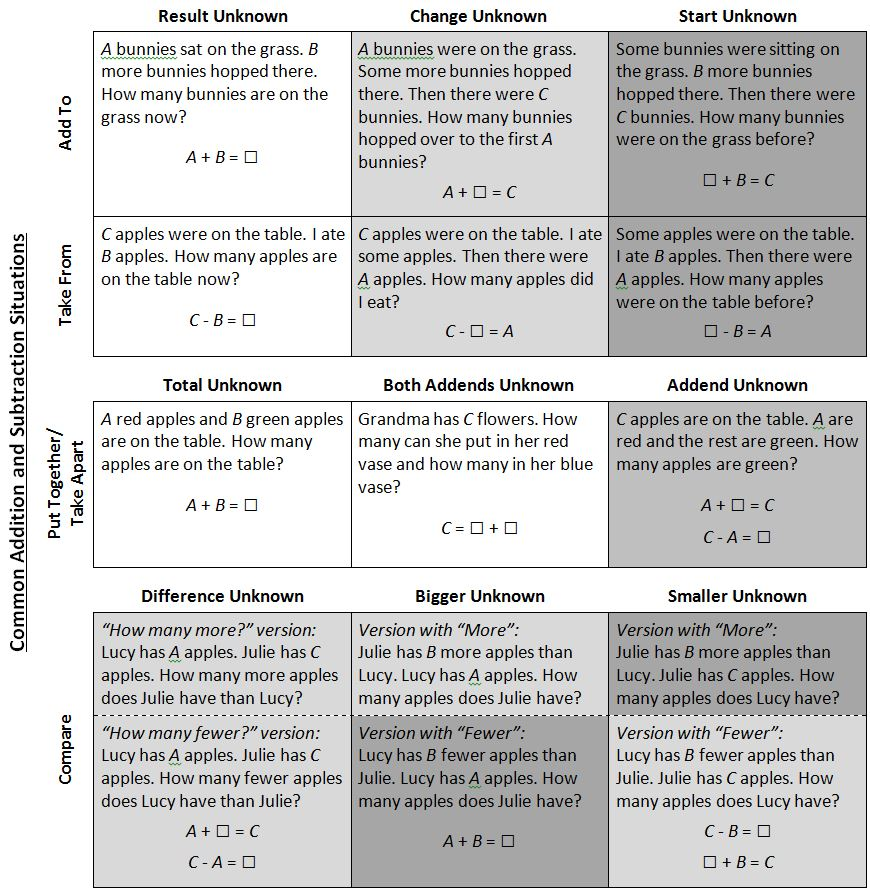 Common Addition and Subtraction Situations
Result Unknown
Change Unknown
Start Unknown
Add To
A bunnies sat on the grass. B
more bunnies hopped there.
How many bunnies are on the
grass now?
A + B = □
A bunnies were on the grass.
Some more bunnies hopped
there. Then there were C
bunnies. How many bunnies
hopped over to the first A
bunnies?
A + □ = C
Some bunnies were sitting on
the grass. B more bunnies
hopped there. Then there were
C bunnies. How many bunnies
were on the grass before?
□ + B = C
Take From
C apples were on the table. I ate
B apples. How many apples are
on the table now?
C - B = □
C apples were on the table. I ate
some apples. Then there were
A apples. How many apples did
I eat?
C - □ = A
Some apples were on the table.
I ate B apples. Then there were
A apples. How many apples
were on the table before?
□ - B = A
Total Unknown
Both Addends Unknown
Addend Unknown
Put Together/
Take Apart
A red apples and B green apples
are on the table. How many
apples are on the table?
A + B = □
Grandma has C flowers. How
many can she put in her red
vase and how many in her blue
vase?
C = □ + □
C apples are on the table. A are
red and the rest are green. How
many apples are green?
A + □ = C
C - A = □
Difference Unknown
Bigger Unknown
Smaller Unknown
Compare
“How many more?” version:
Lucy has A apples. Julie has C
apples. How many more apples
does Julie have than Lucy?
Version with “More”:
Julie has B more apples than
Lucy. Lucy has A apples. How
many apples does Julie have?
Version with “More”:
Julie has B more apples than
Lucy. Julie has C apples. How
many apples does Lucy have?
“How many fewer?” version:
Lucy has A apples. Julie has C
apples. How many fewer apples
does Lucy have than Julie?
A + □ = C
C - A = □
Version with “Fewer”:
Lucy has B fewer apples than
Julie. Lucy has A apples. How
many apples does Julie have?
A + B = □
Version with “Fewer”:
Lucy has B fewer apples than
Julie. Julie has C apples. How
many apples does Lucy have?
C - B = □
□ + B = C